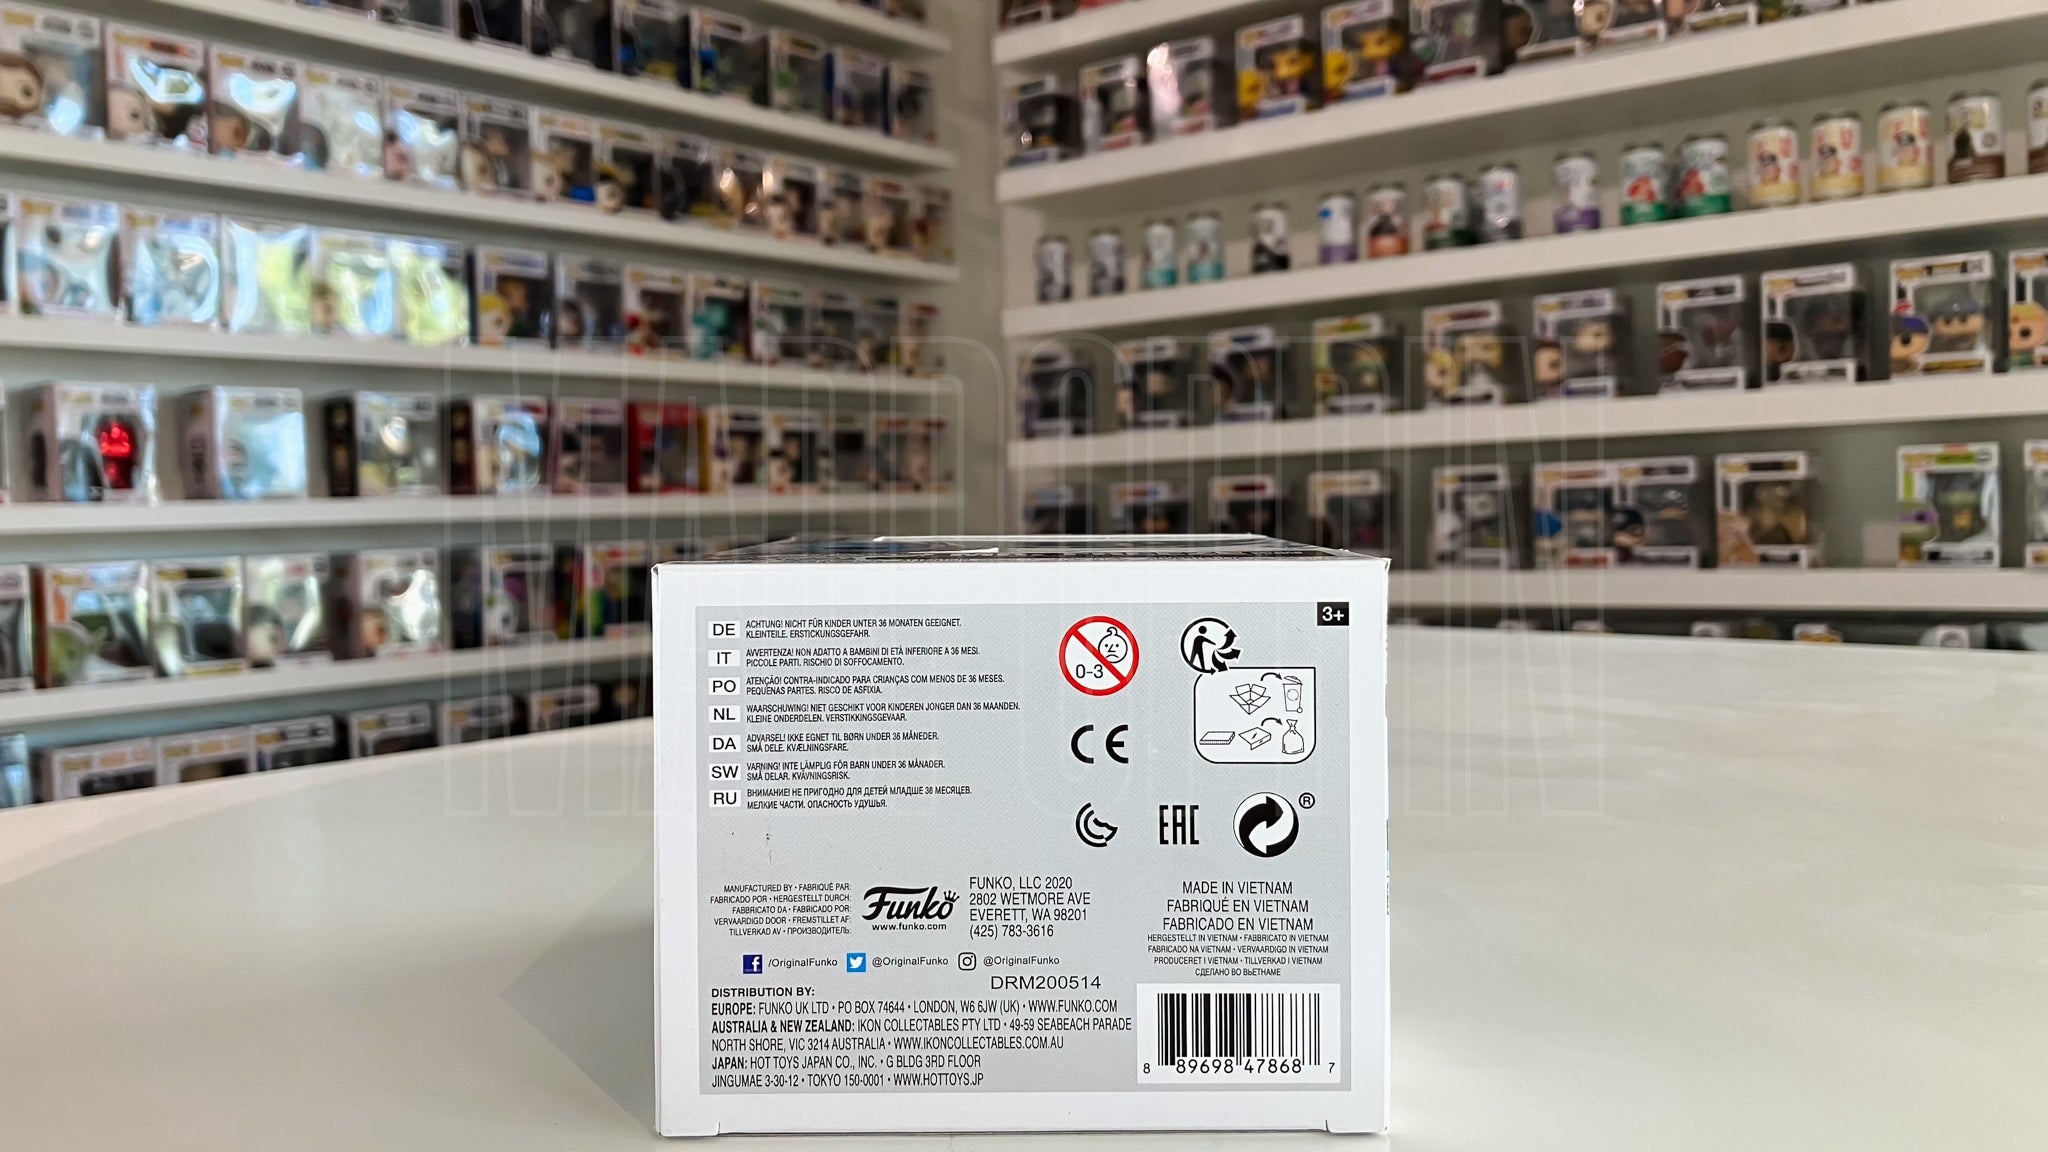 3+
DE
ACHTUNG! NICHT FÜR KINDER UNTER 36 MONATEN GEEIGNET.
KLEINTEILE. ERSTICKUNGSGEFAHR.
IT
AVVERTENZA! NON ADATTO A BAMBINI DI ETÀ INFERIORE A 36 MESI.
PICCOLE PARTI. RISCHIO DI SOFFOCAMENTO.
PO
ATENÇÃO! CONTRA-INDICADO PARA CRIANÇAS COM MENOS DE 36 MESES.
PEQUENAS PARTES. RISCO DE ASFIXIA.
NL
WAARSCHUWING! NIET GESCHIKT VOOR KINDEREN JONGER DAN 36 MAANDEN.
KLEINE ONDERDELEN. VERSTIKKINGSGEVAAR.
DA
ADVARSEL! IKKE EGNET TIL BØRN UNDER 36 MÅNEDER.
SMÅ DELE. KVÆLNINGSFARE.
SW
VARNING! INTE LÄMPLIG FÖR BARN UNDER 36 MÅNADER.
SMÅ DELAR. KVÄVNINGSRISK.
RU
ВНИМАНИЕ! НЕ ПРИГОДНО ДЛЯ ДЕТЕЙ МЛАДШЕ 36 МЕСЯЦЕВ.
МЕЛКИЕ ЧАСТИ. ОПАСНОСТЬ УДУШЬЯ.
0-3
CE
EAC
®
MANUFACTURED BY • FABRIQUÉ PAR:
FABRICADO POR • HERGESTELLT DURCH:
FABBRICATO DA • FABRICADO POR:
VERVAARDIGD DOOR • FREMSTILLET AF:
TILLVERKAD AV • ПРОИЗВОДИТЕЛЬ:
Funko
www.funko.com
FUNKO, LLC 2020
2802 WETMORE AVE
EVERETT, WA 98201
(425) 783-3616
MADE IN VIETNAM
FABRIQUÉ EN VIETNAM
FABRICADO EN VIETNAM
HERGESTELLT IN VIETNAM • FABBRICATO IN VIETNAM
FABRICADO NA VIETNAM • VERVAARDIGD IN VIETNAM
PRODUCERET I VIETNAM • TILLVERKAD I VIETNAM
СДЕЛАНО ВО ВЬЕТНАМЕ
/OriginalFunko @OriginalFunko @OriginalFunko
DRM200514
DISTRIBUTION BY:
EUROPE: FUNKO UK LTD • PO BOX 74644 • LONDON, W6 6JW (UK) • WWW.FUNKO.COM
AUSTRALIA & NEW ZEALAND: IKON COLLECTABLES PTY LTD • 49-59 SEABEACH PARADE
NORTH SHORE, VIC 3214 AUSTRALIA • WWW.IKONCOLLECTABLES.COM.AU
JAPAN: HOT TOYS JAPAN CO., INC. • G BLDG 3RD FLOOR
JINGUMAE 3-30-12 • TOKYO 150-0001 • WWW.HOTTOYS.JP
8 89698 47868 7
MADPOPPIN